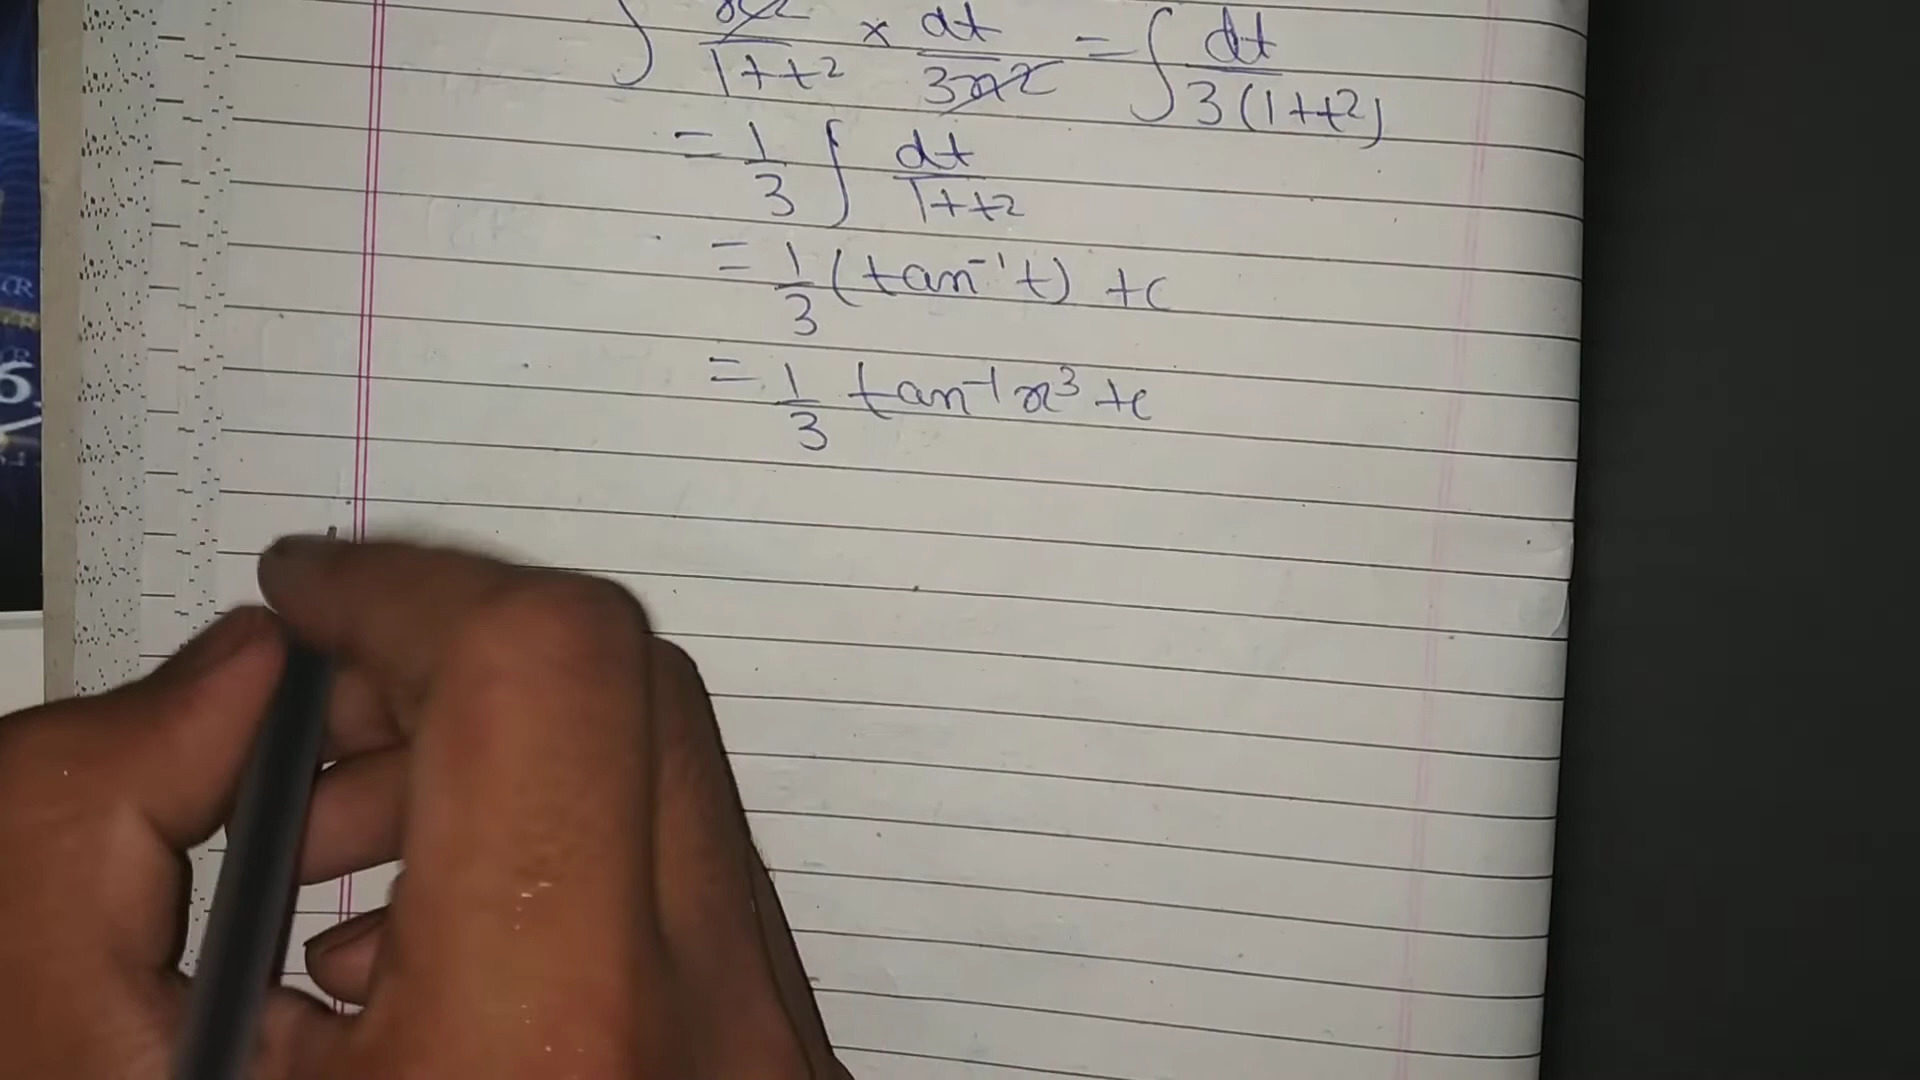 ∫ x²/(1+t²) × dt/3x² = ∫ dt/3(1+t²)
= 1/3 ∫ dt/1+t²
= 1/3 (tan⁻¹t) +c
= 1/3 tan⁻¹x³ +c
6